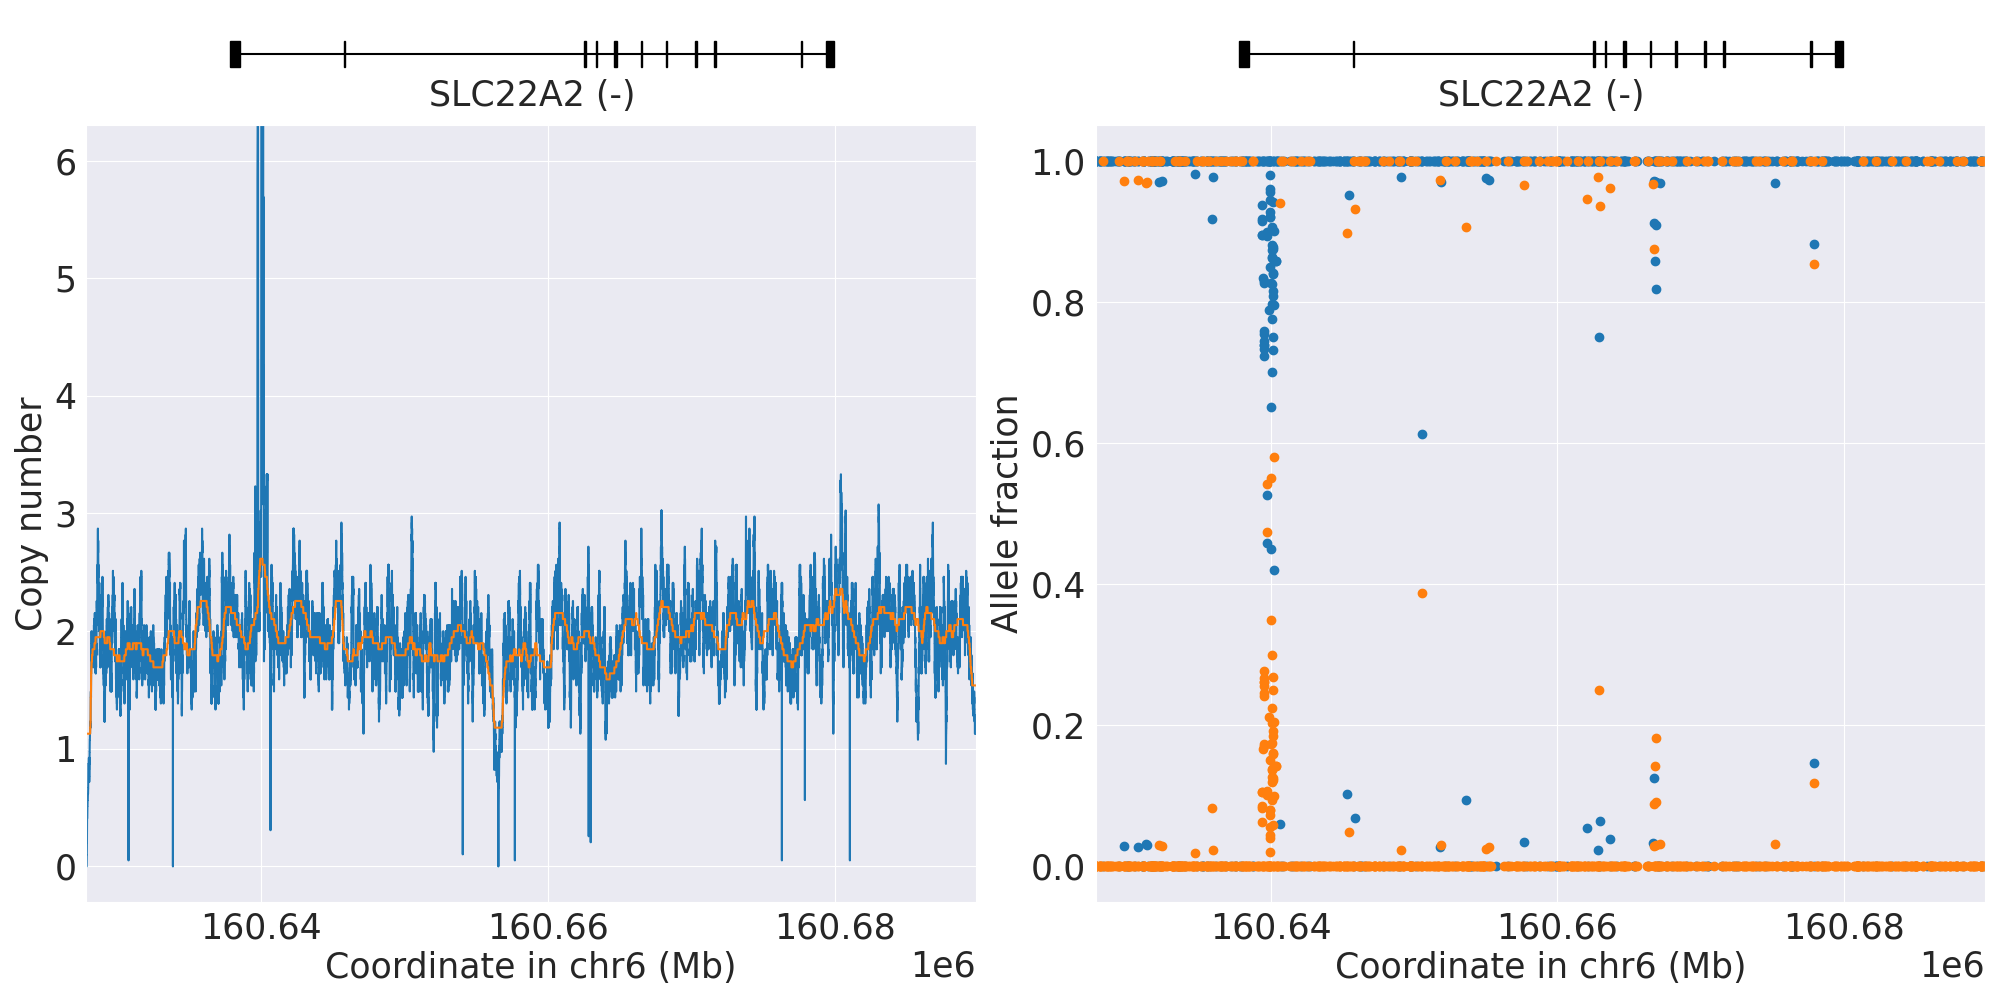 SLC22A2 (-)
6
5
4
3
2
1
0
Copy number
160.64 160.66 160.68
Coordinate in chr6 (Mb) 1e6
SLC22A2 (-)
1.0
0.8
0.6
0.4
0.2
0.0
Allele fraction
160.64 160.66 160.68
Coordinate in chr6 (Mb) 1e6